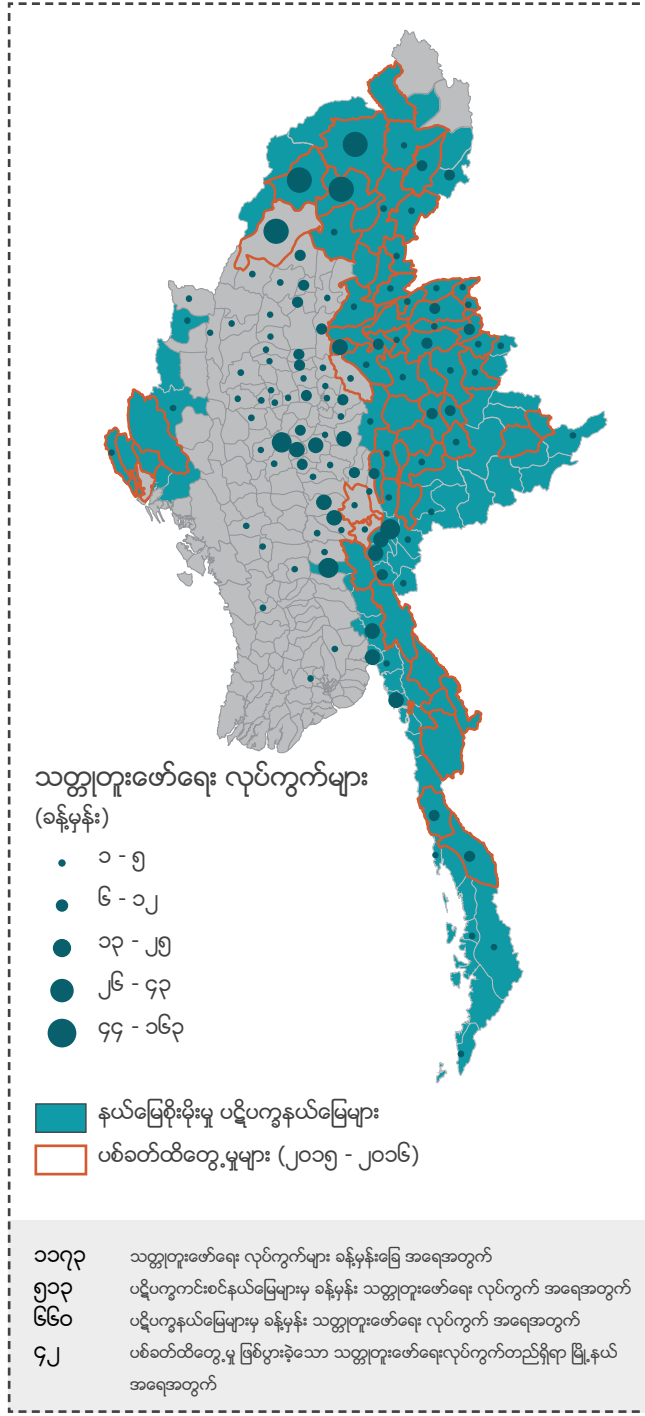 သတ္တုတူးဖော်ရေး လုပ်ကွက်များ
(ခန့်မှန်း)
၁ - ၅
၆ - ၁၂
၁၃ - ၂၅
၂၆ - ၄၃
၄၄ - ၁၆၃
နယ်မြေစိုးမိုးမှု ပဋိပက္ခနယ်မြေများ
ပစ်ခတ်ထိတွေ့မှုများ (၂၀၁၅ - ၂၀၁၆)
၁၁၇၃ သတ္တုတူးဖော်ရေး လုပ်ကွက်များ ခန့်မှန်းခြေ အရေအတွက်
၅၁၃ ပဋိပက္ခကင်းစင်နယ်မြေများမှ ခန့်မှန်း သတ္တုတူးဖော်ရေး လုပ်ကွက် အရေအတွက်
၆၆၀ ပဋိပက္ခနယ်မြေများမှ ခန့်မှန်း သတ္တုတူးဖော်ရေး လုပ်ကွက် အရေအတွက်
၄၂ ပစ်ခတ်ထိတွေ့မှု ဖြစ်ပွားခဲ့သော သတ္တုတူးဖော်ရေးလုပ်ကွက်တည်ရှိရာ မြို့နယ်
အရေအတွက်